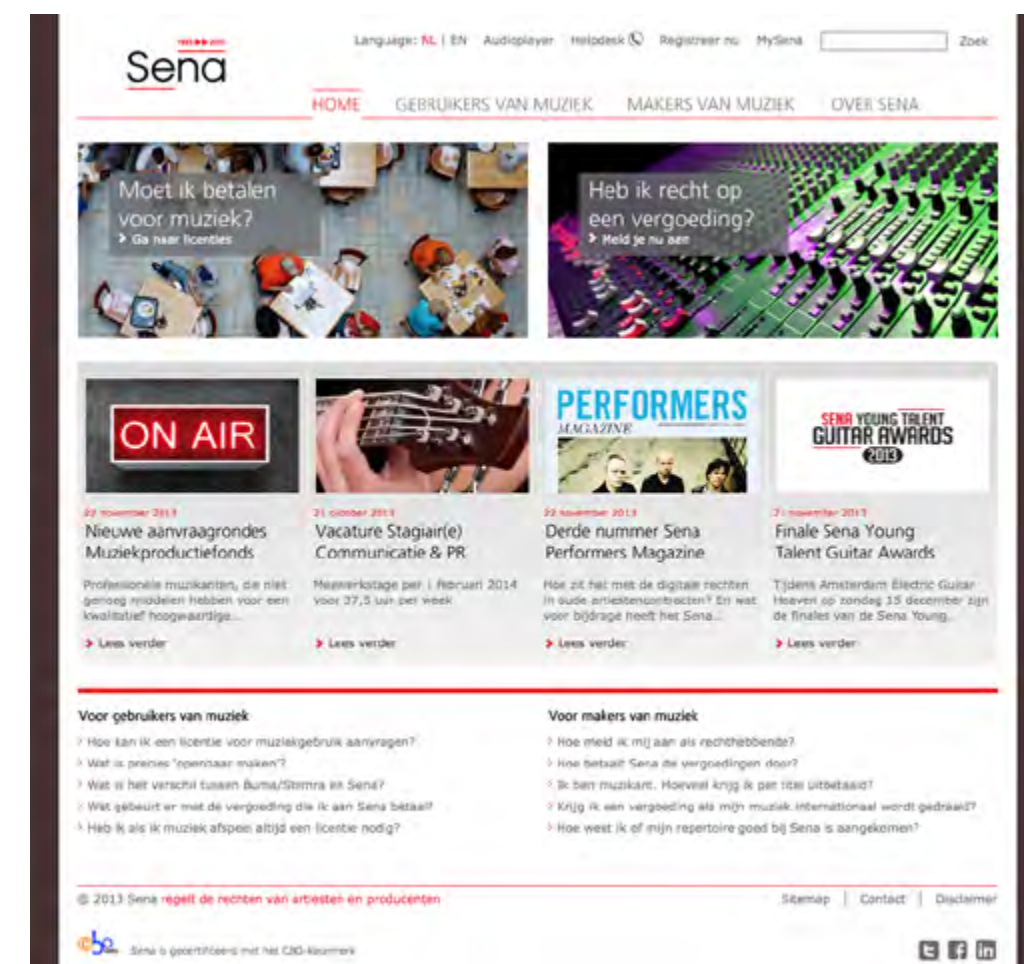 Sena
Language: NL | EN Audioplayer Helpdesk Registreer nu MySena Zoek
HOME GEBRUIKERS VAN MUZIEK MAKERS VAN MUZIEK OVER SENA
Moet ik betalen
voor muziek?
Ga naar licenties
Heb ik recht op
een vergoeding?
Meld je nu aan
ON AIR
22 november 2013
Nieuwe aanvraagrondes
Muziekproductiefonds
Professionele muzikanten, die niet
genoeg middelen hebben voor een
kwalitatief hoogwaardige...
Lees verder
21 oktober 2013
Vacature Stagiair(e)
Communicatie & PR
Meewerkstage per 1 februari 2014
voor 37,5 uur per week
Lees verder
PERFORMERS
MAGAZINE
22 november 2013
Derde nummer Sena
Performers Magazine
Hoe zit het met de digitale rechten
in oude artiestencontracten? En wat
voor bijdrage heeft het Sena...
Lees verder
SENA YOUNG TALENT
GUITAR AWARDS
2013
november 2013
Finale Sena Young
Talent Guitar Awards
Tijdens Amsterdam Electric Guitar
Heaven op zondag 15 december zijn
de finales van de Sena Young...
Lees verder
Voor gebruikers van muziek
Hoe kan ik een licentie voor muziekgebruik aanvragen?
Wat is precies 'openbaar maken'?
Wat is het verschil tussen Buma/Stemra en Sena?
Wat gebeurt er met de vergoeding die ik aan Sena betaal?
Heb ik als ik muziek afspeel altijd een licentie nodig?
Voor makers van muziek
Hoe meld ik mij aan als rechthebbende?
Hoe betaalt Sena de vergoedingen door?
Ik ben muzikant. Hoeveel krijg ik per titel uitbetaald?
Krijg ik een vergoeding als mijn muziek internationaal wordt gedraaid?
Hoe weet ik of mijn repertoire goed bij Sena is aangekomen?
© 2013 Sena regelt de rechten van artiesten en producenten
Sitemap | Contact | Disclaimer
cbo
Sena is gecertificeerd met het CBO-Keurmerk